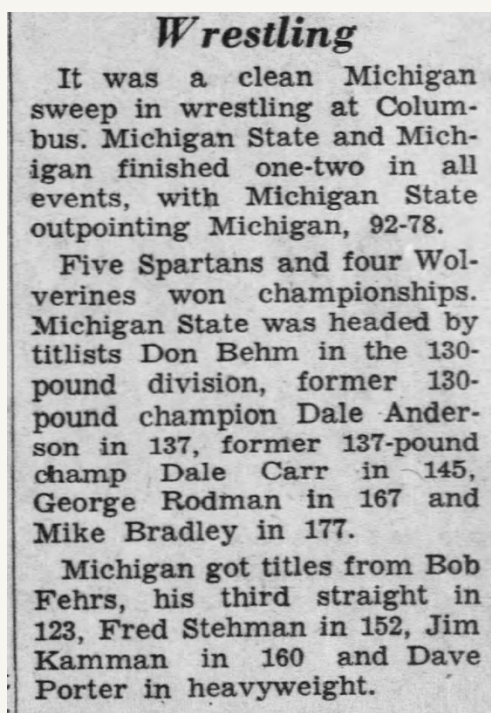 Wrestling
It was a clean Michigan
sweep in wrestling at Colum-
bus. Michigan State and Mich-
igan finished one-two in all
events, with Michigan State
outpointing Michigan, 92-78.
Five Spartans and four Wol-
verines won championships.
Michigan State was headed by
titlists Don Behm in the 130-
pound division, former 130-
pound champion Dale Ander-
son in 137, former 137-pound
champ Dale Carr in 145,
George Rodman in 167 and
Mike Bradley in 177.
Michigan got titles from Bob
Fehrs, his third straight in
123, Fred Stehman in 152, Jim
Kamman in 160 and Dave
Porter in heavyweight.